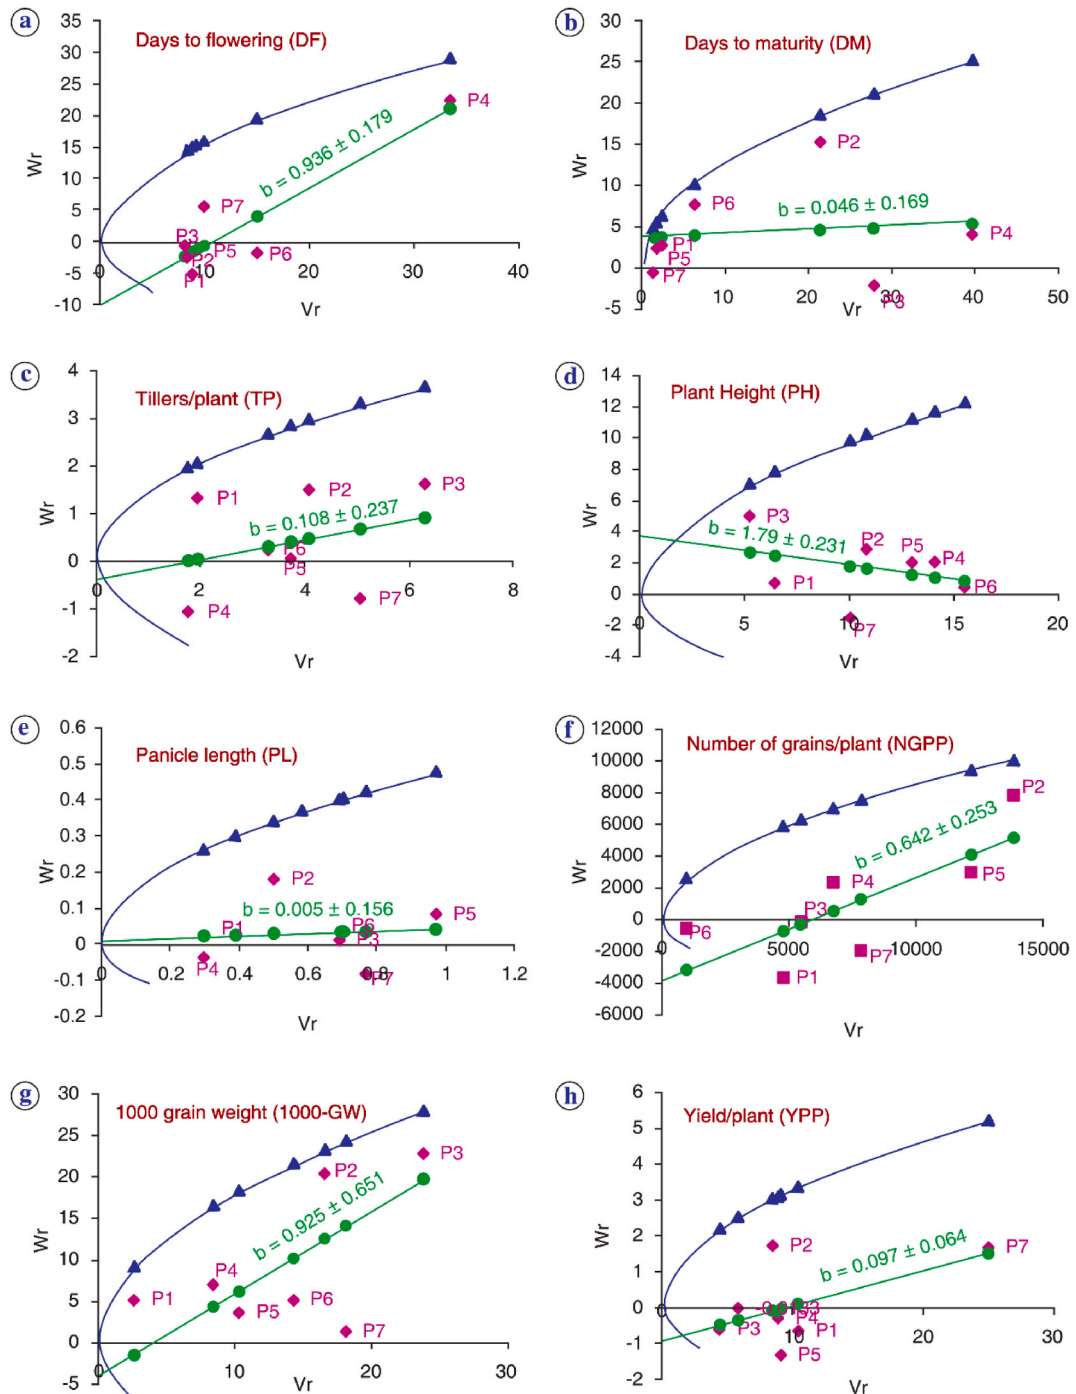 a
Days to flowering (DF)
35
30
25
20
15
10
5
0
-5
-10
Wr
b = 0.936 ± 0.179
P4
P7
P3
P5
P2
P6
P1
0
10
20
30
40
Vr
b
Days to maturity (DM)
30
25
20
15
10
5
0
-5
Wr
P2
P6
b = 0.046 ± 0.169
P1
P5
P7
P4
P3
0
10
20
30
40
50
Vr
c
Tillers/plant (TP)
4
3
2
1
0
-1
-2
Wr
P1
P2
P3
b = 0.108 ± 0.237
P6
P5
P4
P7
0
2
4
6
8
Vr
d
Plant Height (PH)
14
12
10
8
6
4
2
0
-2
-4
Wr
P3
b = 1.79 ± 0.231
P2
P5
P4
P1
P6
P7
0
5
10
15
20
Vr
e
Panicle length (PL)
0.6
0.5
0.4
0.3
0.2
0.1
0
-0.1
-0.2
Wr
P2
b = 0.005 ± 0.156
P1
P6
P5
P3
P4
P7
0
0.2
0.4
0.6
0.8
1
1.2
Vr
f
Number of grains/plant (NGPP)
12000
10000
8000
6000
4000
2000
0
-2000
-4000
-6000
Wr
P2
b = 0.642 ± 0.253
P4
P5
P3
P6
P7
P1
0
5000
10000
15000
Vr
g
1000 grain weight (1000-GW)
30
25
20
15
10
5
0
-5
Wr
P3
P2
b = 0.925 ± 0.651
P4
P1
P5
P6
P7
0
10
20
30
Vr
h
Yield/plant (YPP)
6
5
4
3
2
1
0
-1
-2
Wr
P2
b = 0.097 ± 0.064
P7
P4
P3
P1
P5
0
10
20
30
Vr